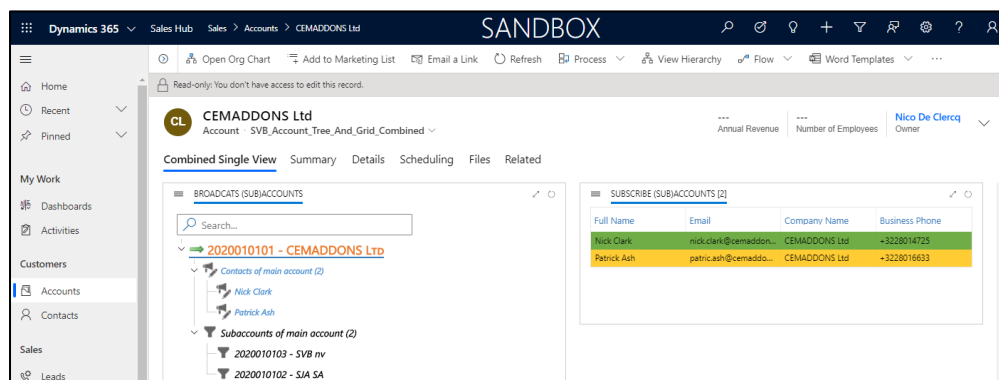 Dynamics 365 Sales Hub Sales > Accounts > CEMADDONS Ltd SANDBOX
Open Org Chart Add to Marketing List Email a Link Refresh Process View Hierarchy Flow Word Templates ...
Read-only: You don't have access to edit this record.
Home
Recent
Pinned
My Work
Dashboards
Activities
Customers
Accounts
Contacts
Sales
Leads
CL
CEMADDONS Ltd
Account · SVB_Account_Tree_And_Grid_Combined
---
Annual Revenue
---
Number of Employees
Nico De Clercq
Owner
Combined Single View Summary Details Scheduling Files Related
BROADCATS (SUB)ACCOUNTS
Search...
2020010101 - CEMADDONS LTD
Contacts of main account (2)
Nick Clark
Patrick Ash
Subaccounts of main account (2)
2020010103 - SVB nv
2020010102 - SJA SA
SUBSCRIBE (SUB)ACCOUNTS [2]
Full Name Email Company Name Business Phone
Nick Clark nick.clark@cemaddon... CEMADDONS Ltd +3228014725
Patrick Ash patric.ash@cemaddo... CEMADDONS Ltd +3228016633